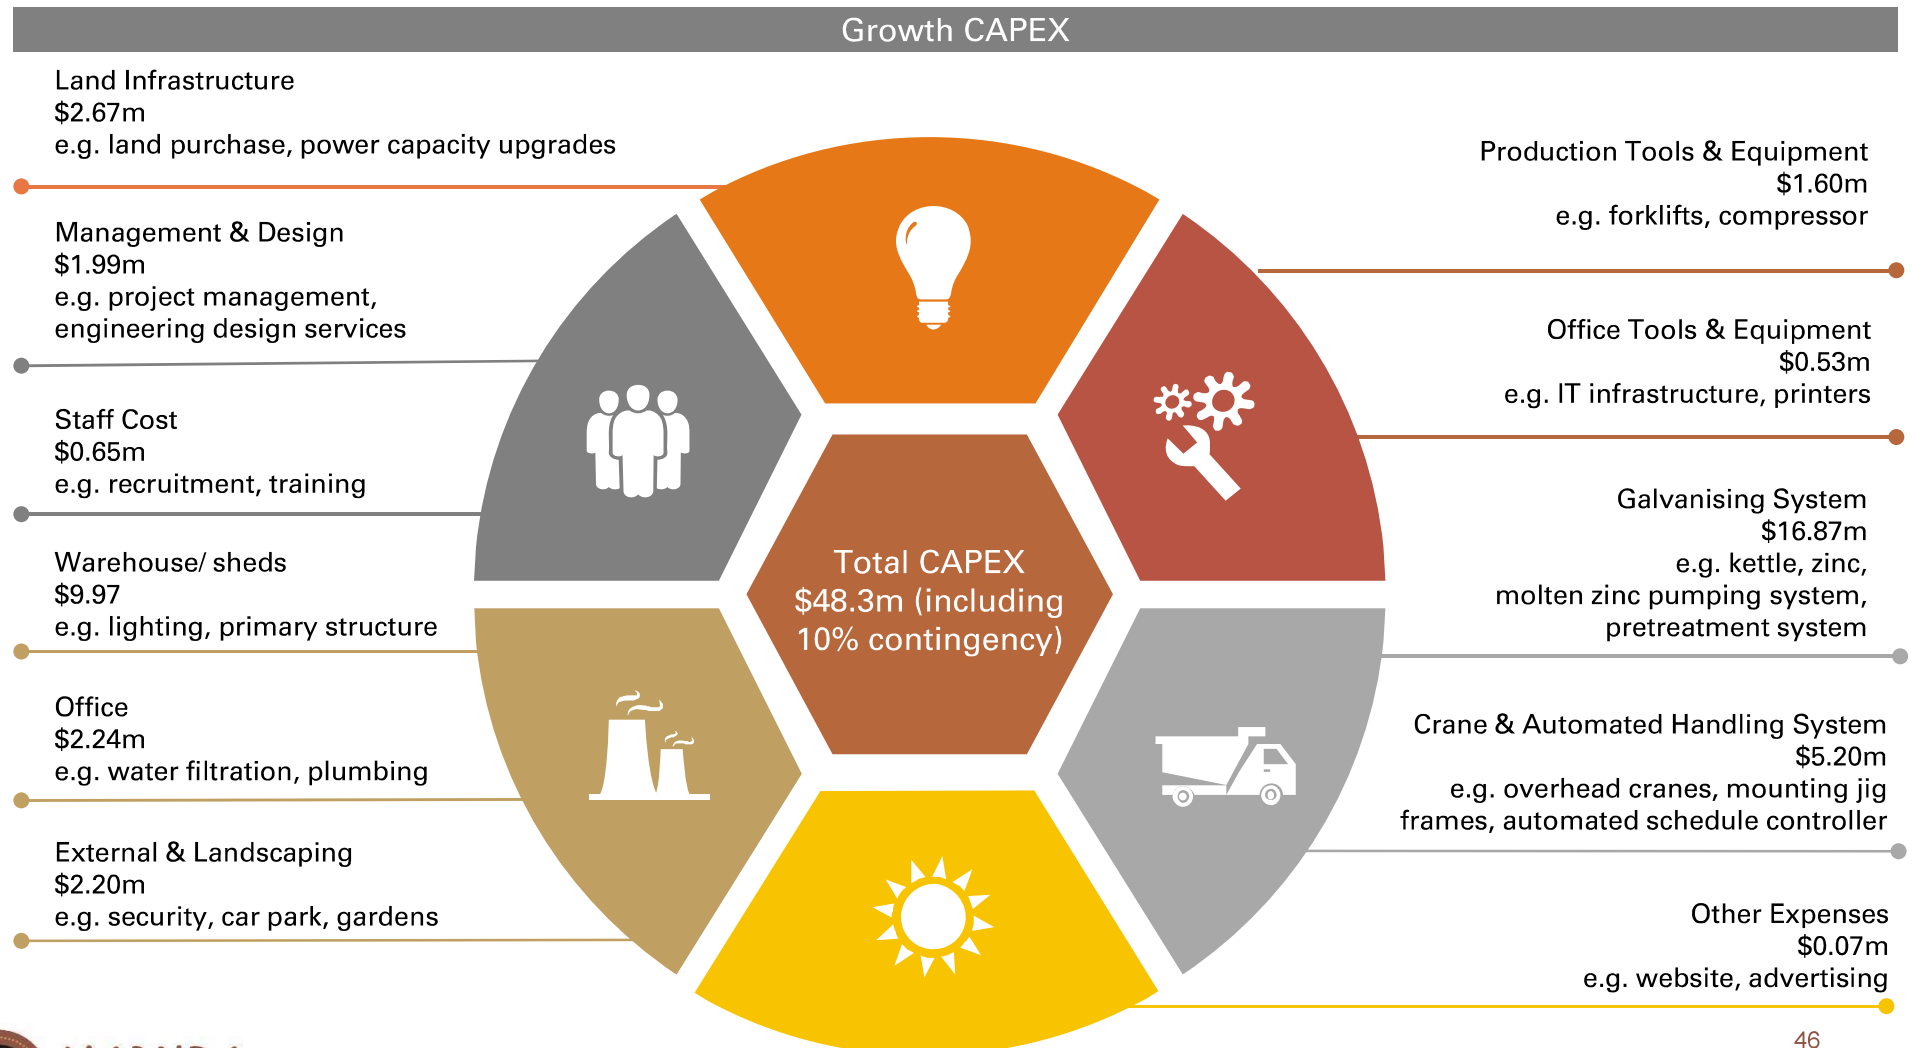 Growth CAPEX
Land Infrastructure
$2.67m
e.g. land purchase, power capacity upgrades
Management & Design
$1.99m
e.g. project management,
engineering design services
Staff Cost
$0.65m
e.g. recruitment, training
Warehouse/ sheds
$9.97
e.g. lighting, primary structure
Office
$2.24m
e.g. water filtration, plumbing
External & Landscaping
$2.20m
e.g. security, car park, gardens
Total CAPEX
$48.3m (including
10% contingency)
Production Tools & Equipment
$1.60m
e.g. forklifts, compressor
Office Tools & Equipment
$0.53m
e.g. IT infrastructure, printers
Galvanising System
$16.87m
e.g. kettle, zinc,
molten zinc pumping system,
pretreatment system
Crane & Automated Handling System
$5.20m
e.g. overhead cranes, mounting jig
frames, automated schedule controller
Other Expenses
$0.07m
e.g. website, advertising
46